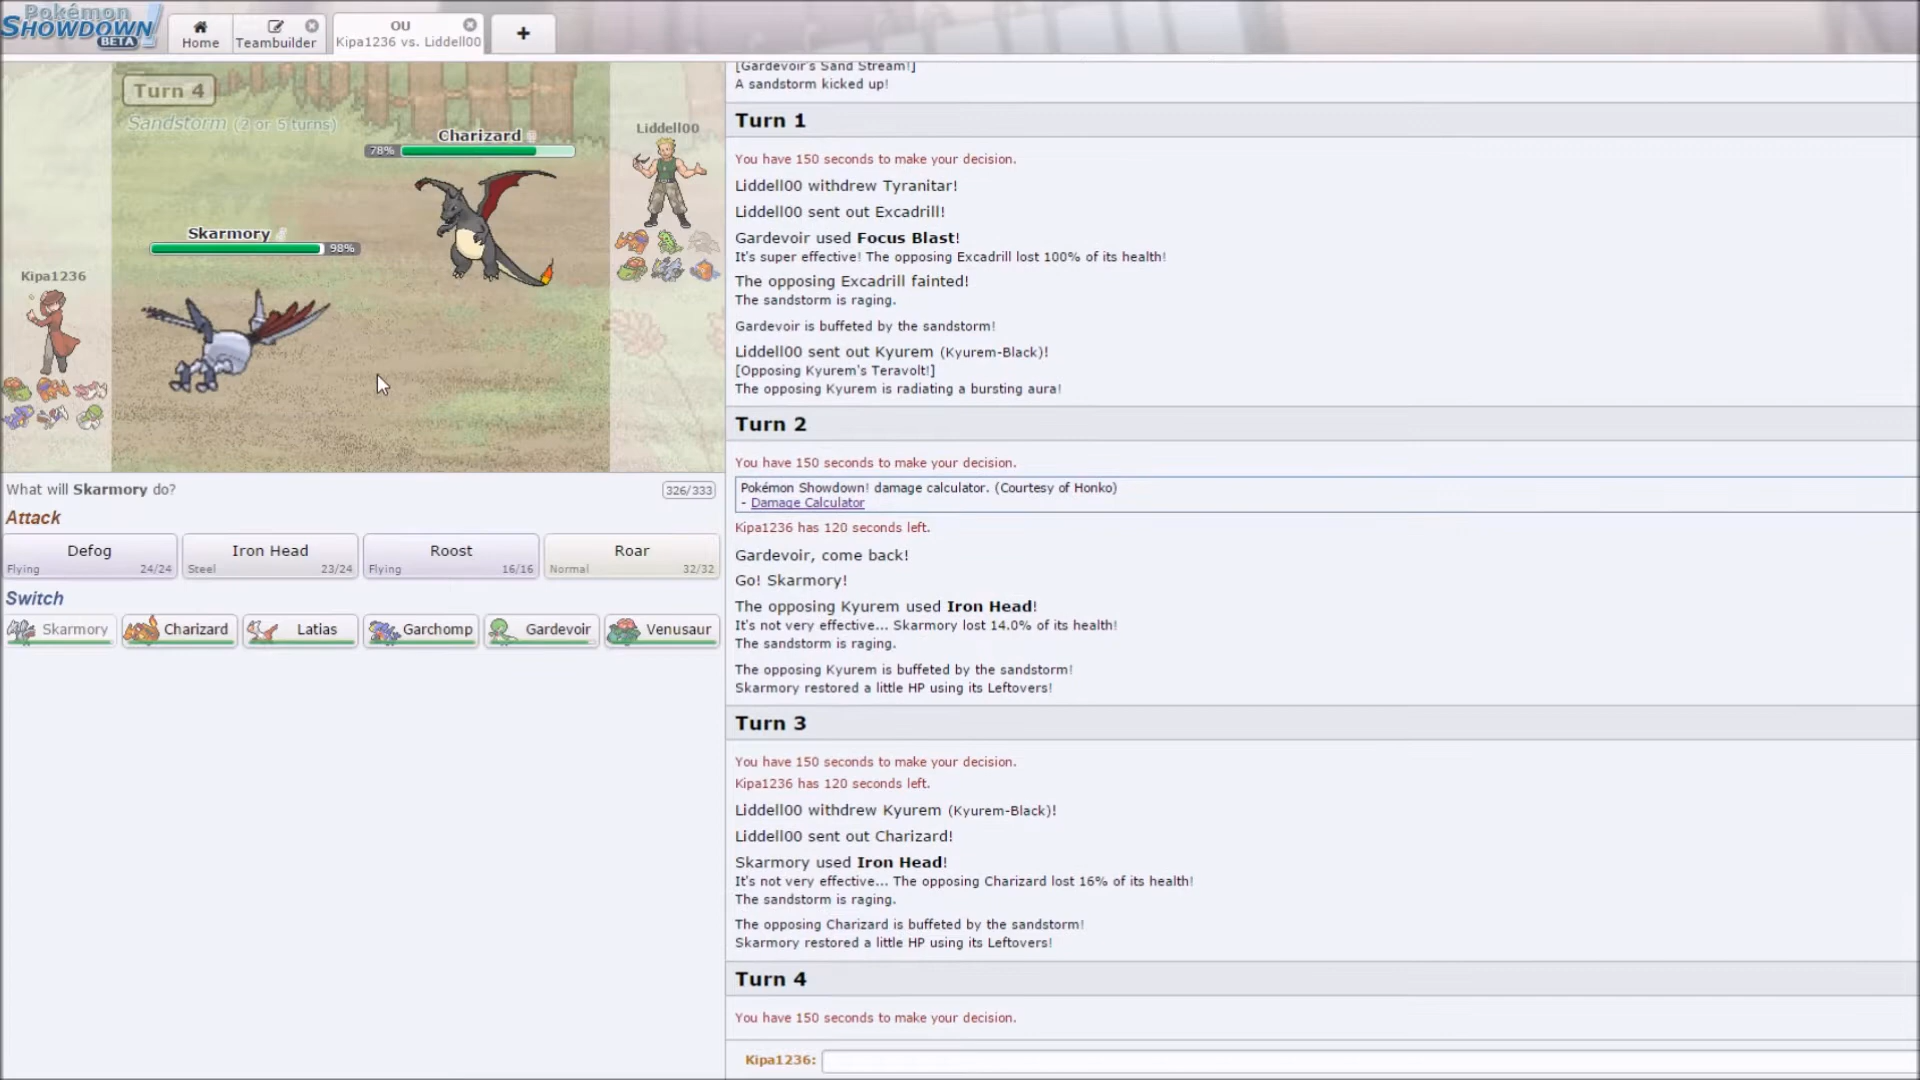 Pokémon
SHOWDOWN!
BETA
Home
Teambuilder
OU
Kipa1236 vs. Liddell00
+
Turn 4
Sandstorm (2 or 5 turns)
Charizard
78%
Liddell00
Skarmory
98%
Kipa1236
What will Skarmory do?
326/333
Attack
Defog
Flying 24/24
Iron Head
Steel 23/24
Roost
Flying 16/16
Roar
Normal 32/32
Switch
Skarmory Charizard Latias Garchomp Gardevoir Venusaur
[Gardevoir's Sand Stream!]
A sandstorm kicked up!
Turn 1
You have 150 seconds to make your decision.
Liddell00 withdrew Tyranitar!
Liddell00 sent out Excadrill!
Gardevoir used Focus Blast!
It's super effective! The opposing Excadrill lost 100% of its health!
The opposing Excadrill fainted!
The sandstorm is raging.
Gardevoir is buffeted by the sandstorm!
Liddell00 sent out Kyurem (Kyurem-Black)!
[Opposing Kyurem's Teravolt!]
The opposing Kyurem is radiating a bursting aura!
Turn 2
You have 150 seconds to make your decision.
Pokémon Showdown! damage calculator. (Courtesy of Honko)
- Damage Calculator
Kipa1236 has 120 seconds left.
Gardevoir, come back!
Go! Skarmory!
The opposing Kyurem used Iron Head!
It's not very effective... Skarmory lost 14.0% of its health!
The sandstorm is raging.
The opposing Kyurem is buffeted by the sandstorm!
Skarmory restored a little HP using its Leftovers!
Turn 3
You have 150 seconds to make your decision.
Kipa1236 has 120 seconds left.
Liddell00 withdrew Kyurem (Kyurem-Black)!
Liddell00 sent out Charizard!
Skarmory used Iron Head!
It's not very effective... The opposing Charizard lost 16% of its health!
The sandstorm is raging.
The opposing Charizard is buffeted by the sandstorm!
Skarmory restored a little HP using its Leftovers!
Turn 4
You have 150 seconds to make your decision.
Kipa1236: